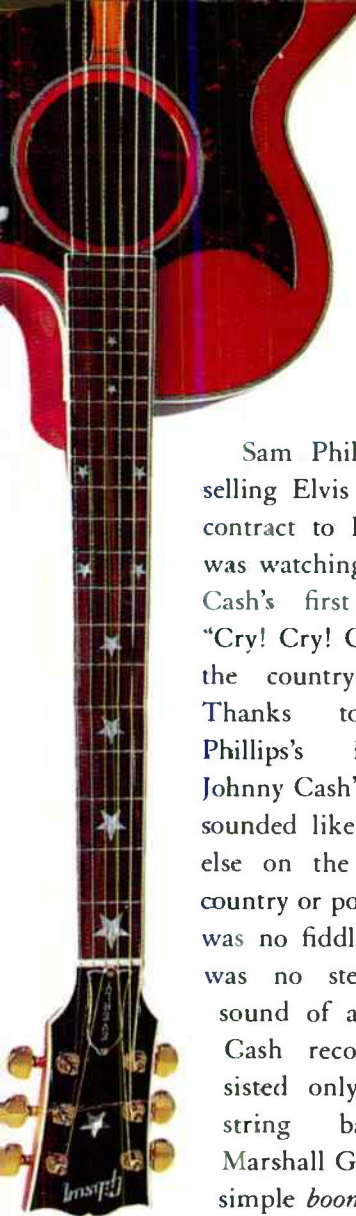 Sam Phil
selling Elvis
contract to
was watching
Cash's first
"Cry! Cry! C
the country
Thanks to
Phillips's
Johnny Cash'
sounded like
else on the
country or po
was no fiddl
was no ste
sound of a
Cash reco
sisted only
string ba
Marshall G
simple boon
Gibson